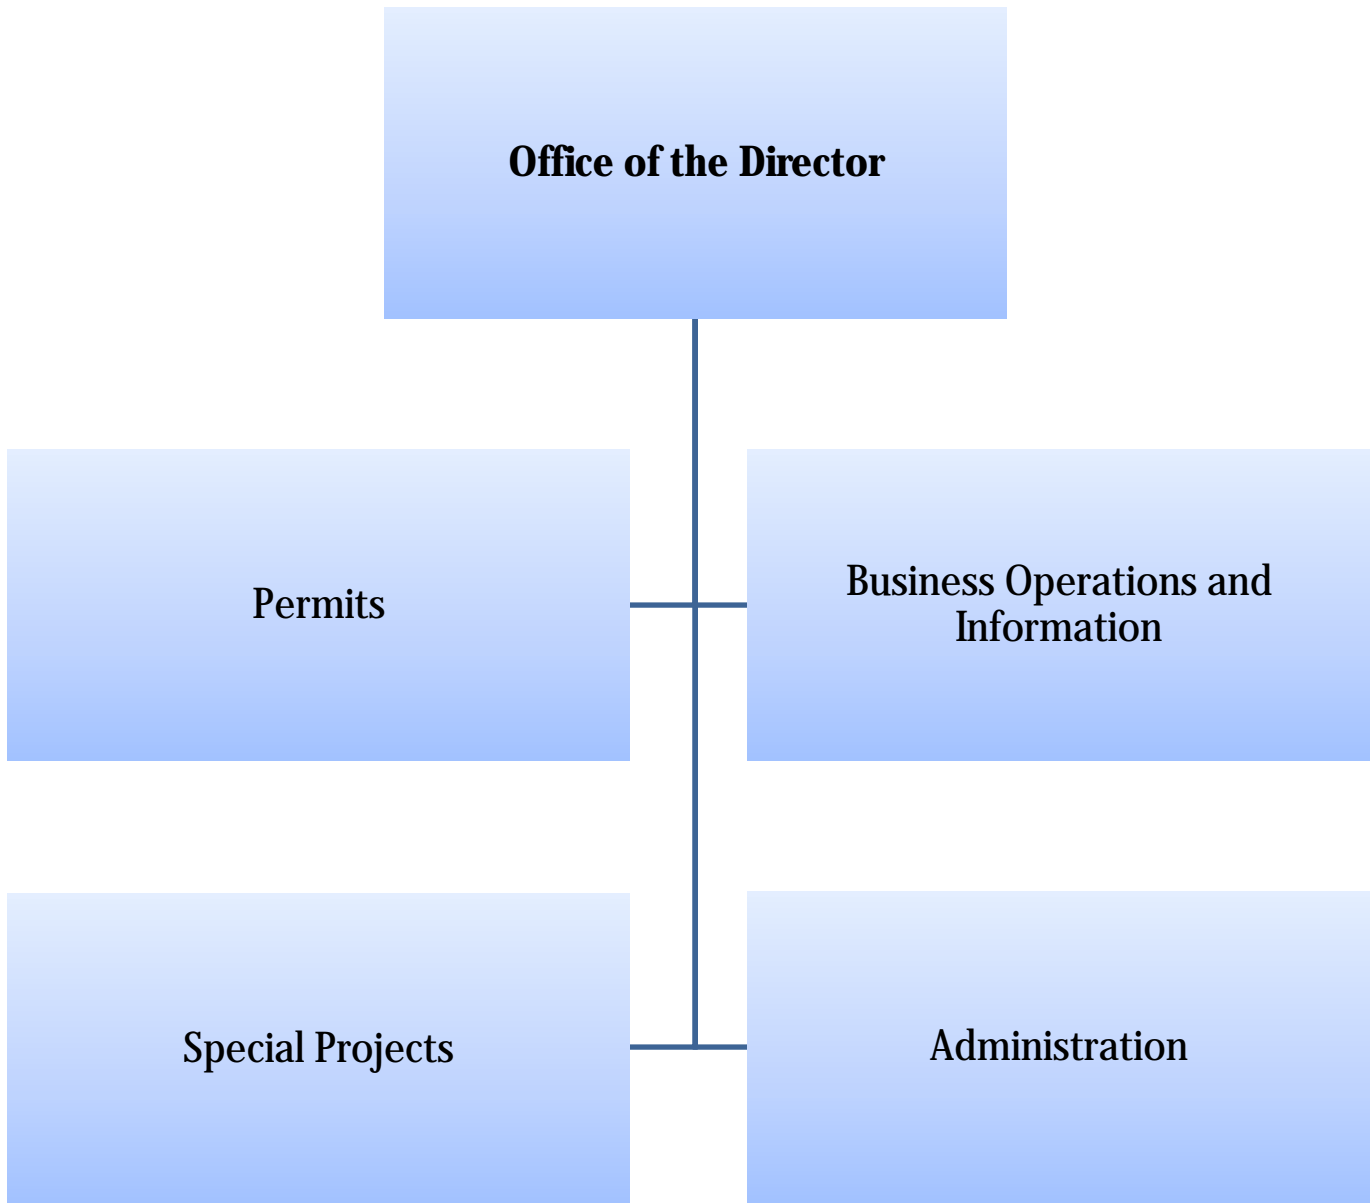 Office of the Director
Permits
Business Operations and
Information
Special Projects
Administration